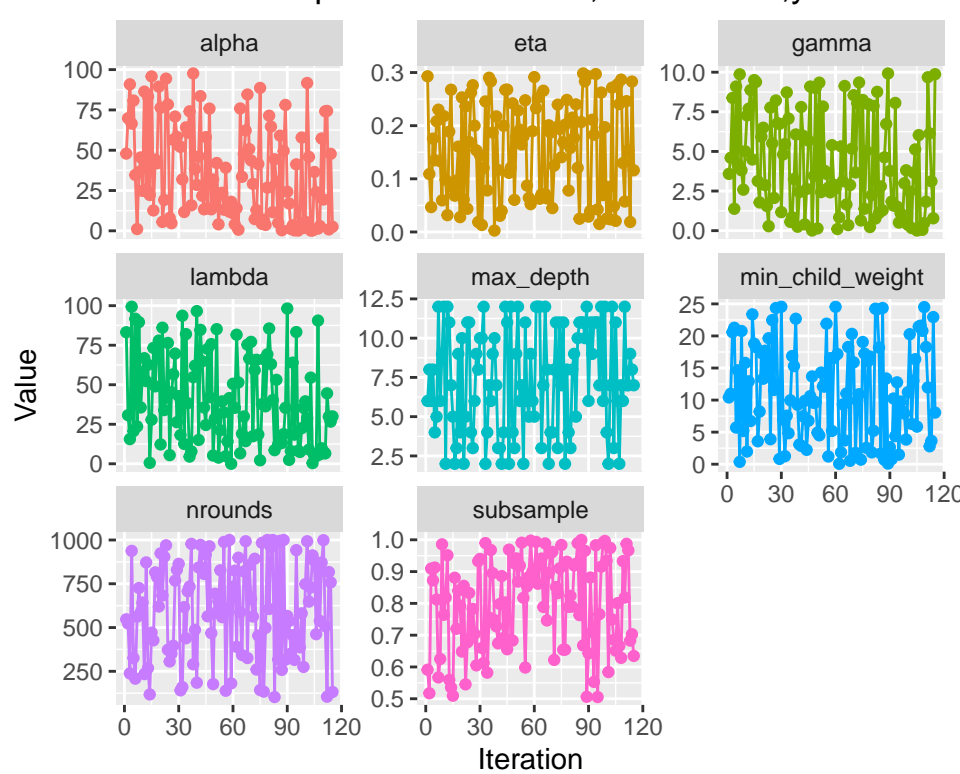 alpha eta gamma
100 0.3 10.0
75 7.5
0.2
50 5.0
0.1
25 2.5
0 0.0 0.0
lambda max_depth min_child_weight
100 12.5 25
75 10.0 20
15
50 7.5
10
25 5.0 5
0 2.5 0
0 30 60 90 120
nrounds subsample
1000 1.0
0.9
750 0.8
500 0.7
250 0.6
0.5
0 30 60 90 120 0 30 60 90 120
Iteration
Value